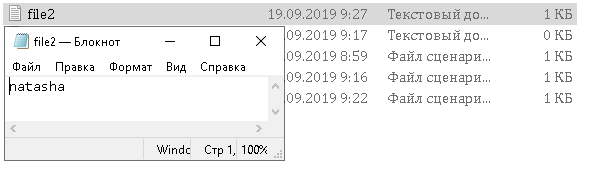 file2 19.09.2019 9:27 Текстовый до... 1 КБ
file2 — Блокнот .09.2019 9:17 Текстовый до... 0 КБ
.09.2019 8:59 Файл сценари... 1 КБ
Файл Правка Формат Вид Справка
natasha .09.2019 9:16 Файл сценари... 1 КБ
.09.2019 9:22 Файл сценари... 1 КБ
Windc Стр 1, 100%